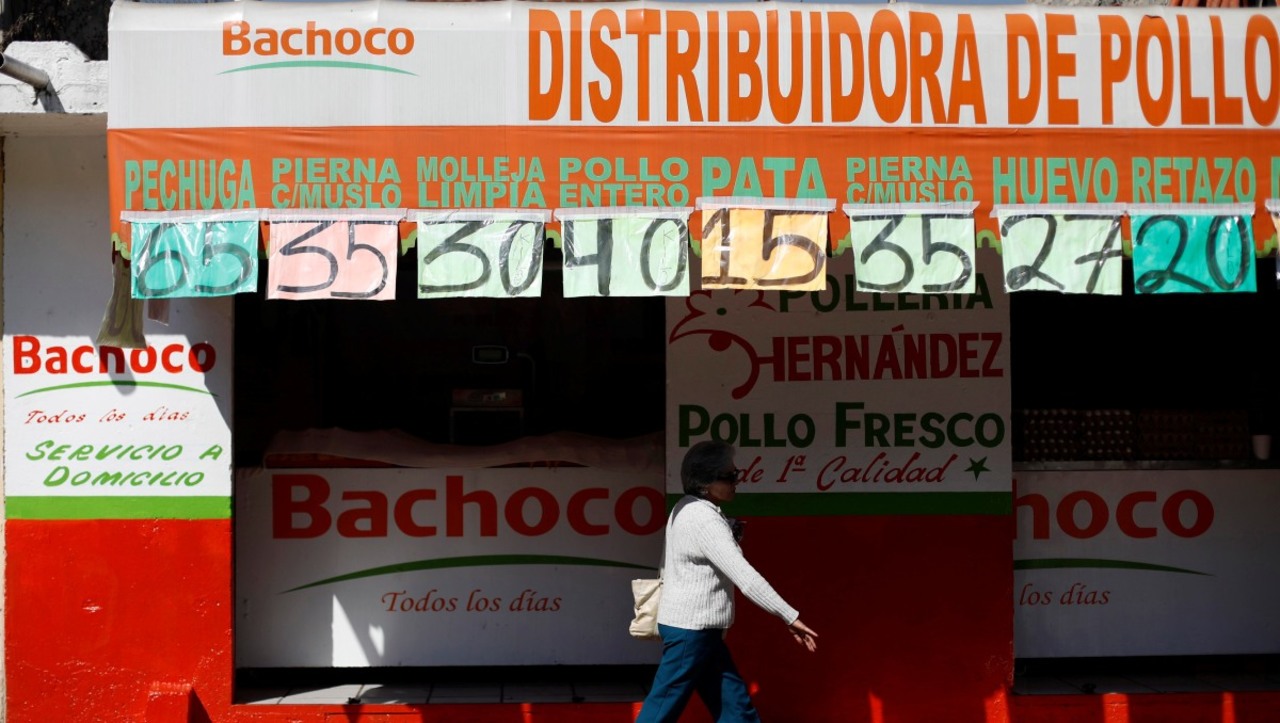 Bachoco
DISTRIBUIDORA DE POLLO
PECHUGA
PIERNA
C/MUSLO
MOLLEJA
LIMPIA
POLLO
ENTERO
PATA
PIERNA
C/MUSLO
HUEVO
RETAZO
65
35
30
40
15
35
27
20
POLLERIA
HERNÁNDEZ
POLLO FRESCO
de 1ª Calidad
Bachoco
Todos los días
SERVICIO A
DOMICILIO
Bachoco
Todos los días
hoco
los días